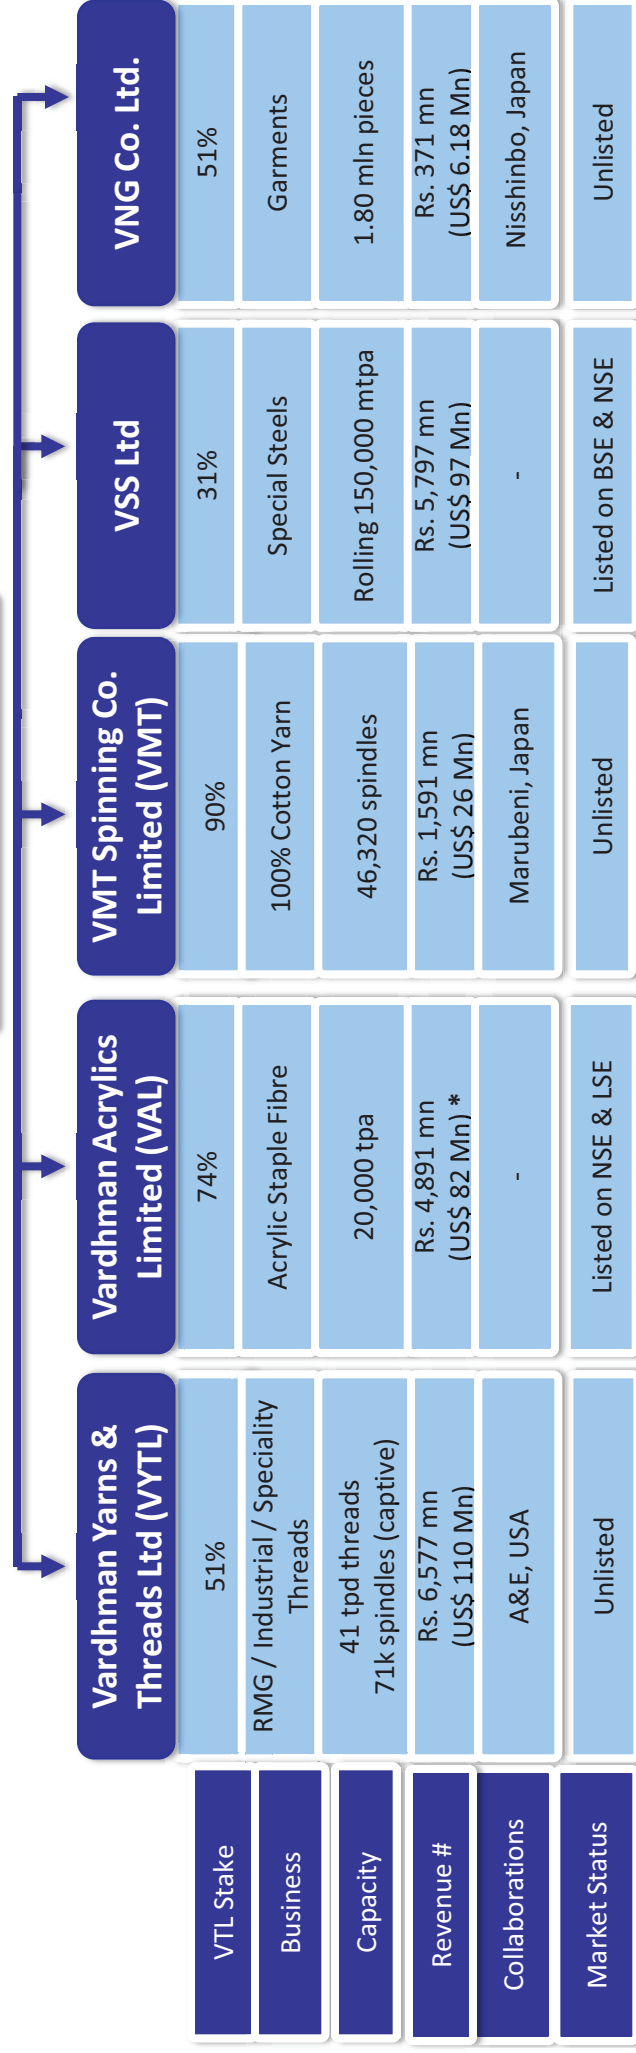 Vardhman Yarns &
Threads Ltd (VYTL)
Vardhman Acrylics
Limited (VAL)
VMT Spinning Co.
Limited (VMT)
VSS Ltd
VNG Co. Ltd.
VTL Stake
51%
74%
90%
31%
51%
Business
RMG / Industrial / Speciality
Threads
Acrylic Staple Fibre
100% Cotton Yarn
Special Steels
Garments
Capacity
41 tpd threads
71k spindles (captive)
20,000 tpa
46,320 spindles
Rolling 150,000 mtpa
1.80 mln pieces
Revenue #
Rs. 6,577 mn
(US$ 110 Mn)
Rs. 4,891 mn
(US$ 82 Mn) *
Rs. 1,591 mn
(US$ 26 Mn)
Rs. 5,797 mn
(US$ 97 Mn)
Rs. 371 mn
(US$ 6.18 Mn)
Collaborations
A&E, USA
-
Marubeni, Japan
-
Nisshinbo, Japan
Market Status
Unlisted
Listed on NSE & LSE
Unlisted
Listed on BSE & NSE
Unlisted